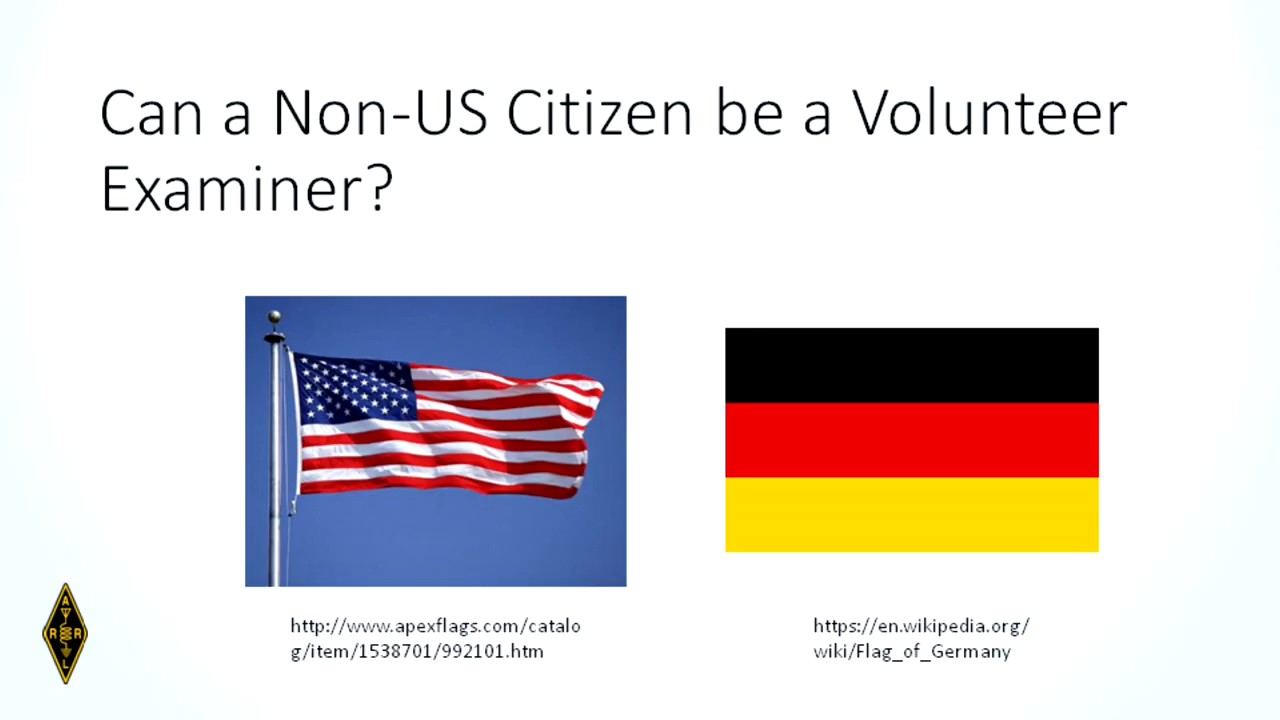 Can a Non-US Citizen be a Volunteer
Examiner?
http://www.apexflags.com/catalo
g/item/1538701/992101.htm
https://en.wikipedia.org/
wiki/Flag_of_Germany
A
R R
L